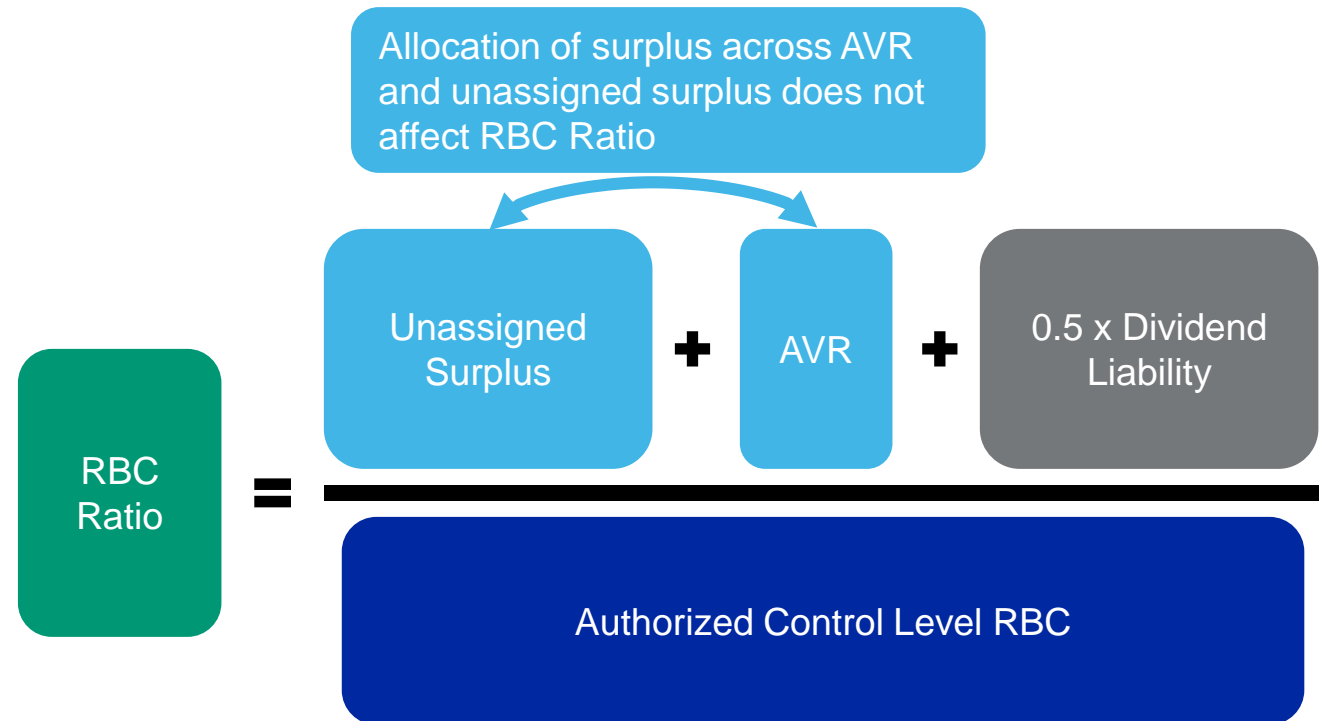 Allocation of surplus across AVR
and unassigned surplus does not
affect RBC Ratio
RBC
Ratio
=
Unassigned
Surplus
+
AVR
+
0.5 x Dividend
Liability
Authorized Control Level RBC